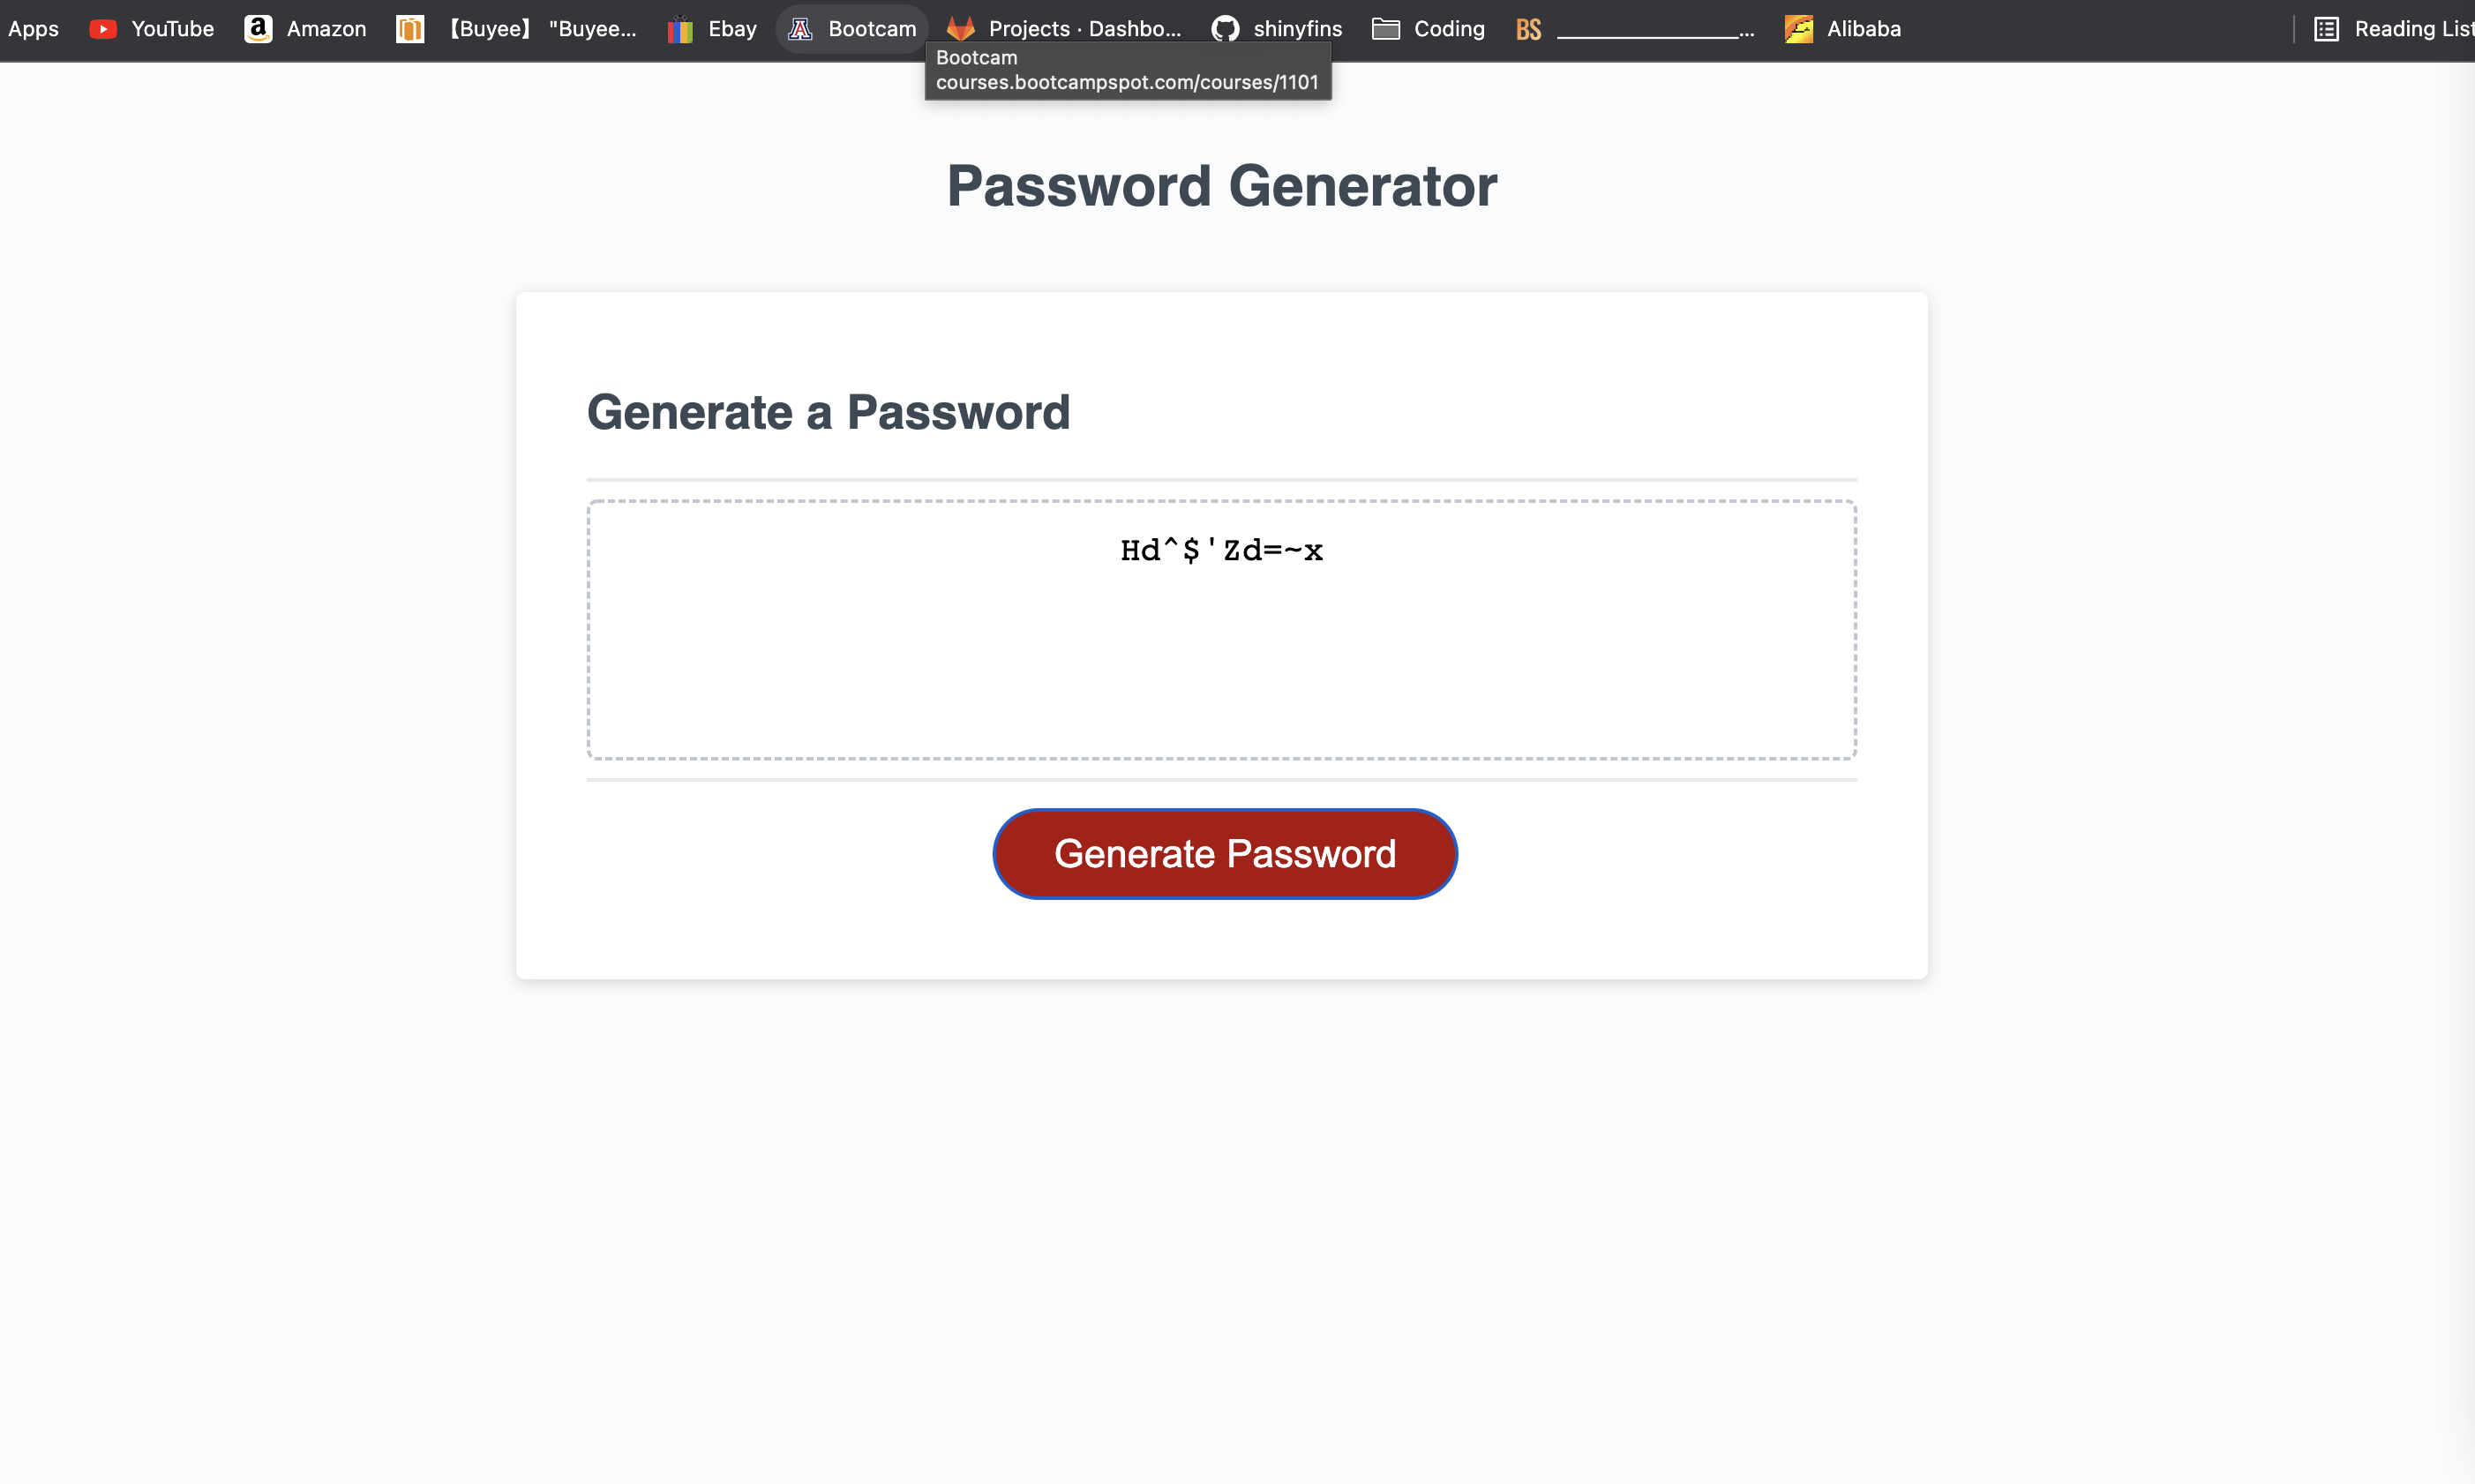 Apps YouTube Amazon 【Buyee】 "Buyee... Ebay Bootcam Projects · Dashbo... shinyfins Coding BS ________________... Alibaba Reading List
Bootcam
courses.bootcampspot.com/courses/1101
Password Generator
Generate a Password
Hd^$'Zd=~x
Generate Password